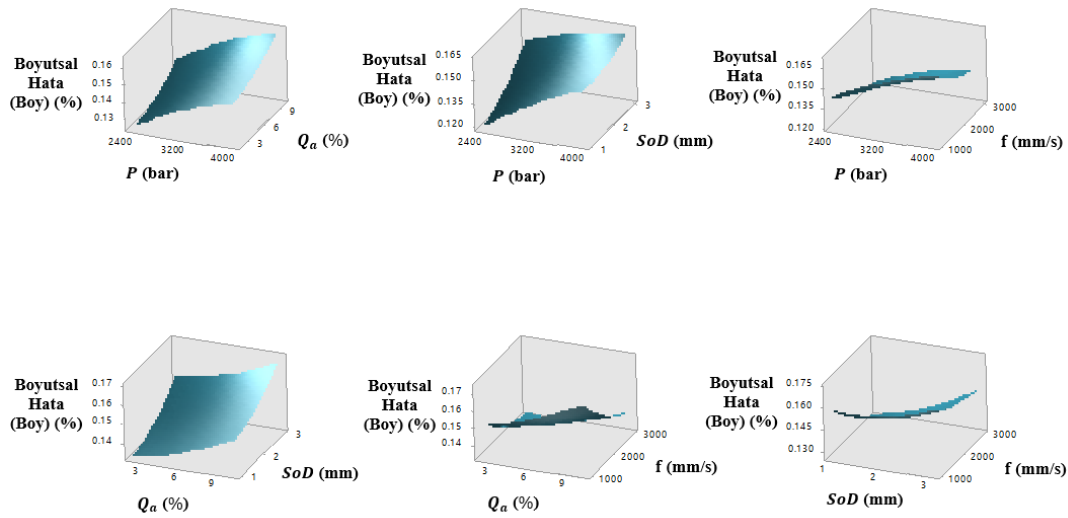 Boyutsal
Hata
(Boy) (%)
0.16
0.15
0.14
0.13
2400
3200
4000
P (bar)
3
6
9
Qa (%)
Boyutsal
Hata
(Boy) (%)
0.165
0.150
0.135
0.120
2400
3200
4000
P (bar)
1
2
3
SoD (mm)
Boyutsal
Hata
(Boy) (%)
0.165
0.150
0.135
0.120
2400
3200
4000
P (bar)
1000
2000
3000
f (mm/s)
Boyutsal
Hata
(Boy) (%)
0.17
0.16
0.15
0.14
3
6
9
Qa (%)
1
2
3
SoD (mm)
Boyutsal
Hata
(Boy) (%)
0.17
0.16
0.15
0.14
3
6
9
Qa (%)
1000
2000
3000
f (mm/s)
Boyutsal
Hata
(Boy) (%)
0.175
0.160
0.145
0.130
1
2
3
SoD (mm)
1000
2000
3000
f (mm/s)